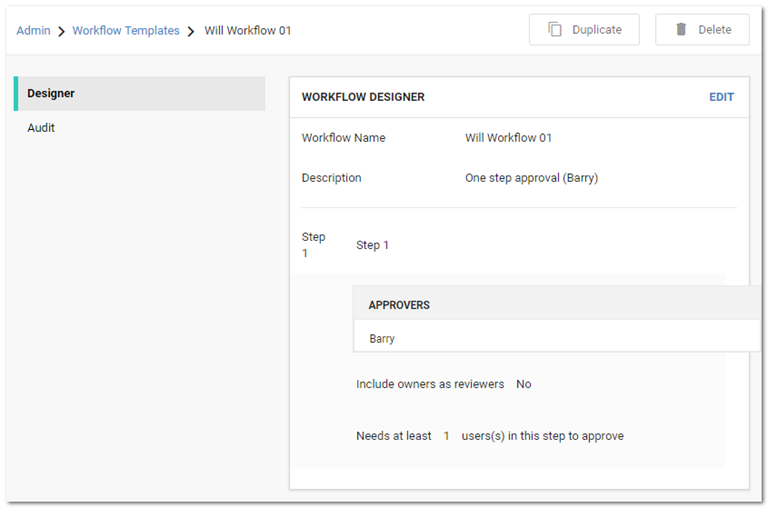 Admin > Workflow Templates > Will Workflow 01
Duplicate
Delete
Designer
Audit
WORKFLOW DESIGNER
EDIT
Workflow Name
Will Workflow 01
Description
One step approval (Barry)
Step
1
Step 1
APPROVERS
Barry
Include owners as reviewers No
Needs at least 1 users(s) in this step to approve